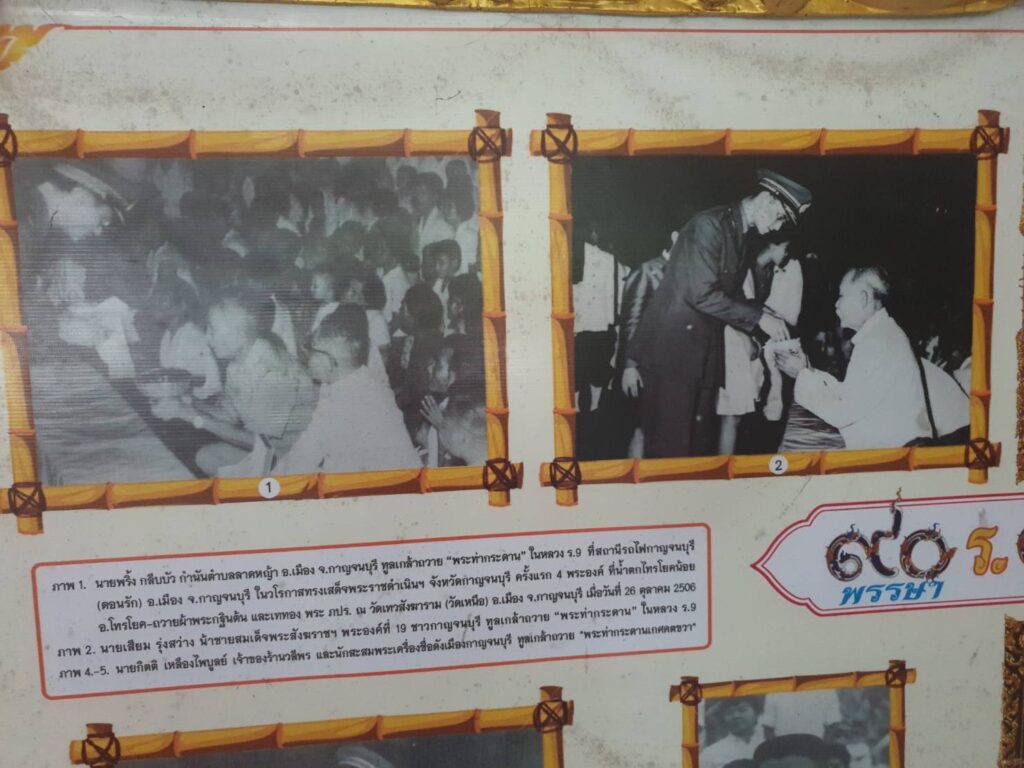 1
2
ภาพ 1. นายพริ้ง กลีบบัว กำนันตำบลลาดหญ้า อ.เมือง จ.กาญจนบุรี ทูลเกล้าถวาย "พระท่ากระดาน" ในหลวง ร.9 ที่สถานีรถไฟกาญจนบุรี
(ตอนรัก) อ.เมือง จ.กาญจนบุรี ในวโรกาสทรงเสด็จพระราชดำเนินฯ จังหวัดกาญจนบุรี ครั้งแรก 4 พระองค์ ที่น้ำตกไทรโยคน้อย
อ.ไทรโยค-ถวายผ้าพระกฐินต้น และเททอง พระ ภปร. ณ วัดเทวสังฆาราม (วัดเหนือ) อ.เมือง จ.กาญจนบุรี เมื่อวันที่ 26 ตุลาคม 2506
ภาพ 2. นายเสียม รุ่งสว่าง น้าชายสมเด็จพระสังฆราชฯ พระองค์ที่ 19 ชาวกาญจนบุรี ทูลเกล้าถวาย "พระท่ากระดาน" ในหลวง ร.9
ภาพ 4.-5. นายกิตติ เหลืองไพบูลย์ เจ้าของร้านวลีพร และนักสะสมพระเครื่องชื่อดังเมืองกาญจนบุรี ทูลเกล้าถวาย "พระท่ากระดานเกศคดขวา"
๙๐ ร.
พรรษา